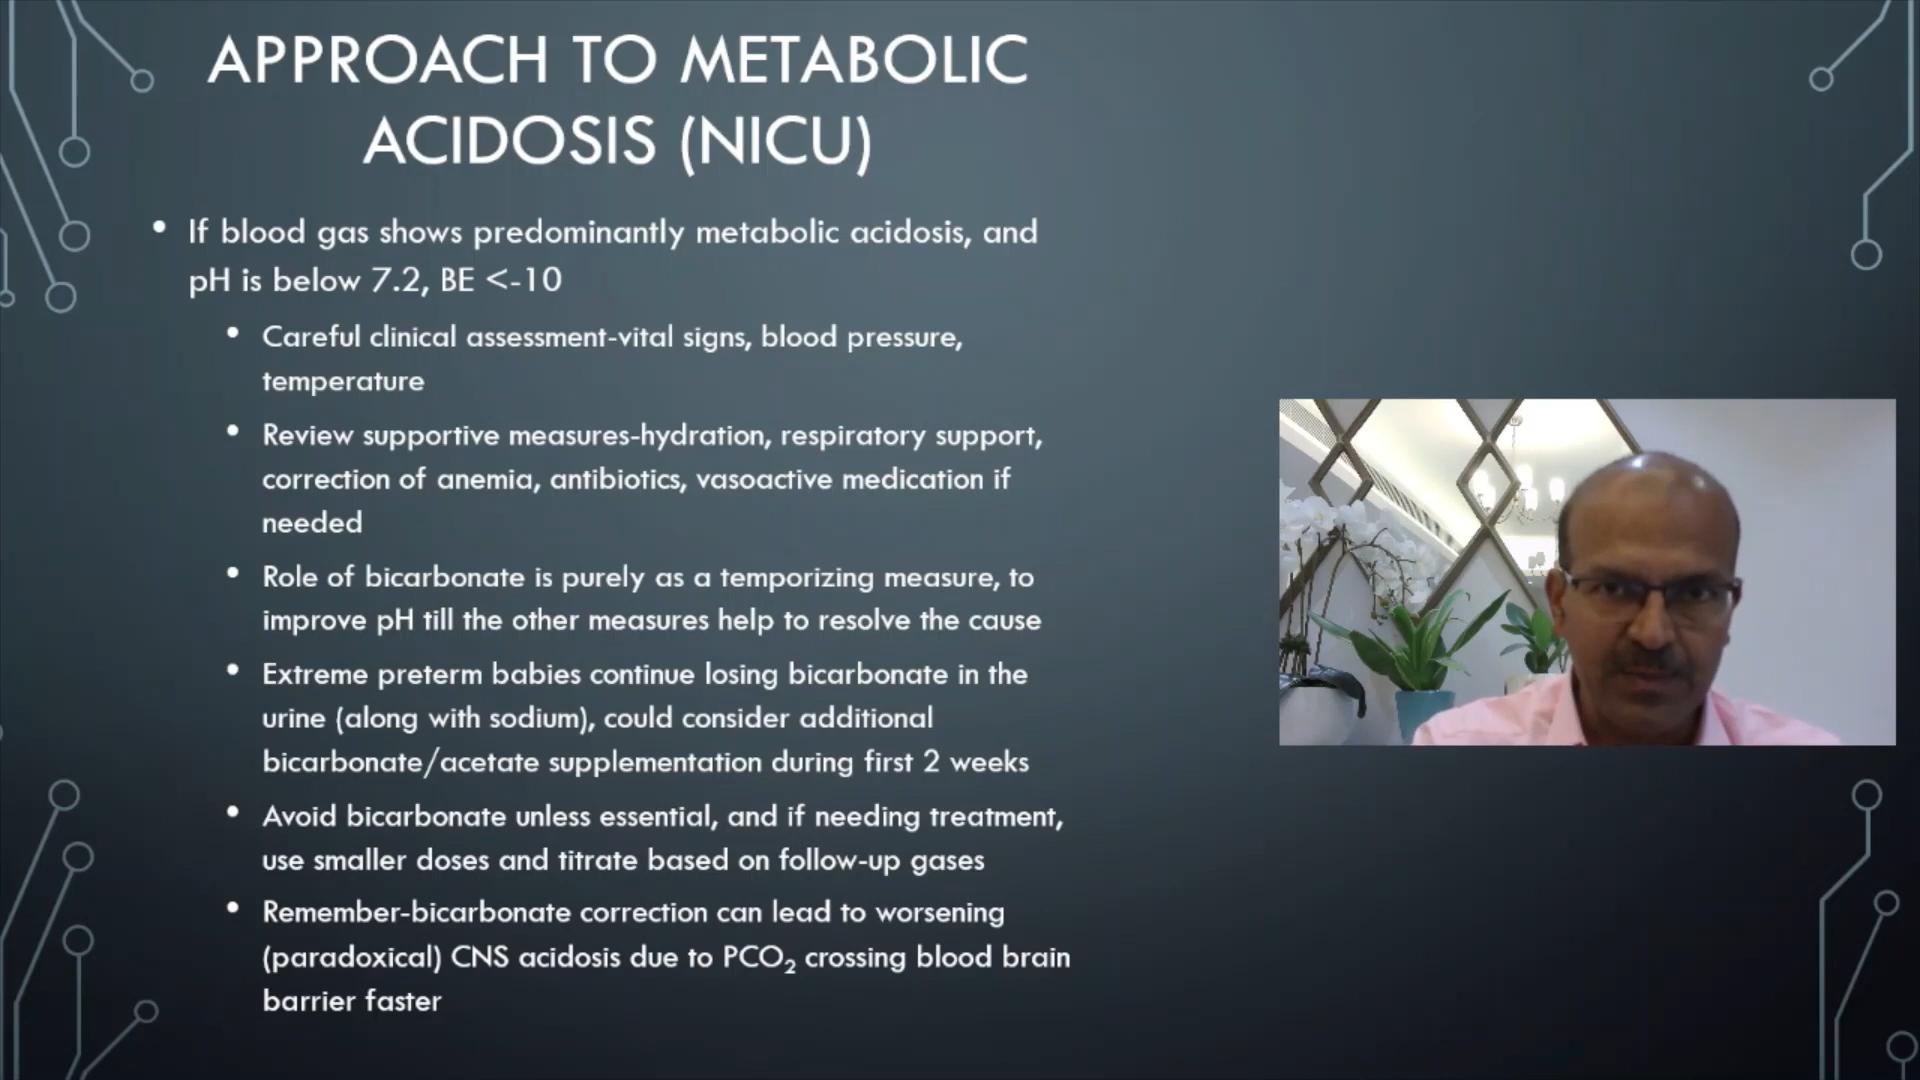 APPROACH TO METABOLIC
ACIDOSIS (NICU)
• If blood gas shows predominantly metabolic acidosis, and
pH is below 7.2, BE <-10
• Careful clinical assessment-vital signs, blood pressure,
temperature
• Review supportive measures-hydration, respiratory support,
correction of anemia, antibiotics, vasoactive medication if
needed
• Role of bicarbonate is purely as a temporizing measure, to
improve pH till the other measures help to resolve the cause
• Extreme preterm babies continue losing bicarbonate in the
urine (along with sodium), could consider additional
bicarbonate/acetate supplementation during first 2 weeks
• Avoid bicarbonate unless essential, and if needing treatment,
use smaller doses and titrate based on follow-up gases
• Remember-bicarbonate correction can lead to worsening
(paradoxical) CNS acidosis due to PCO₂ crossing blood brain
barrier faster